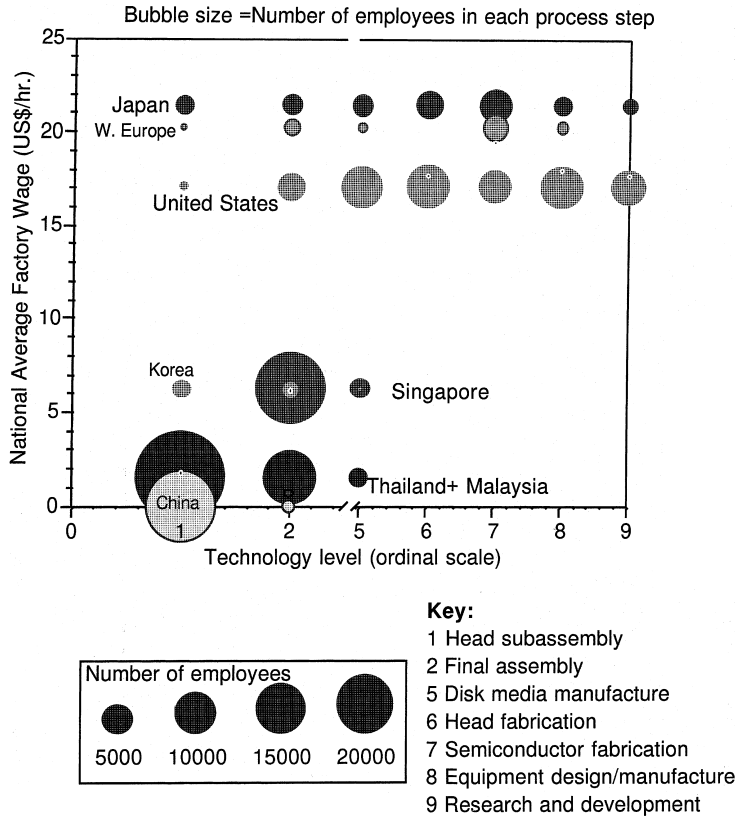 Bubble size =Number of employees in each process step
National Average Factory Wage (US$/hr.)
25
20
15
10
5
0
Japan
W. Europe
United States
Korea
Singapore
Thailand+ Malaysia
China
0 1 2 5 6 7 8 9
Technology level (ordinal scale)
Key:
1 Head subassembly
2 Final assembly
5 Disk media manufacture
6 Head fabrication
7 Semiconductor fabrication
8 Equipment design/manufacture
9 Research and development
Number of employees
5000 10000 15000 20000